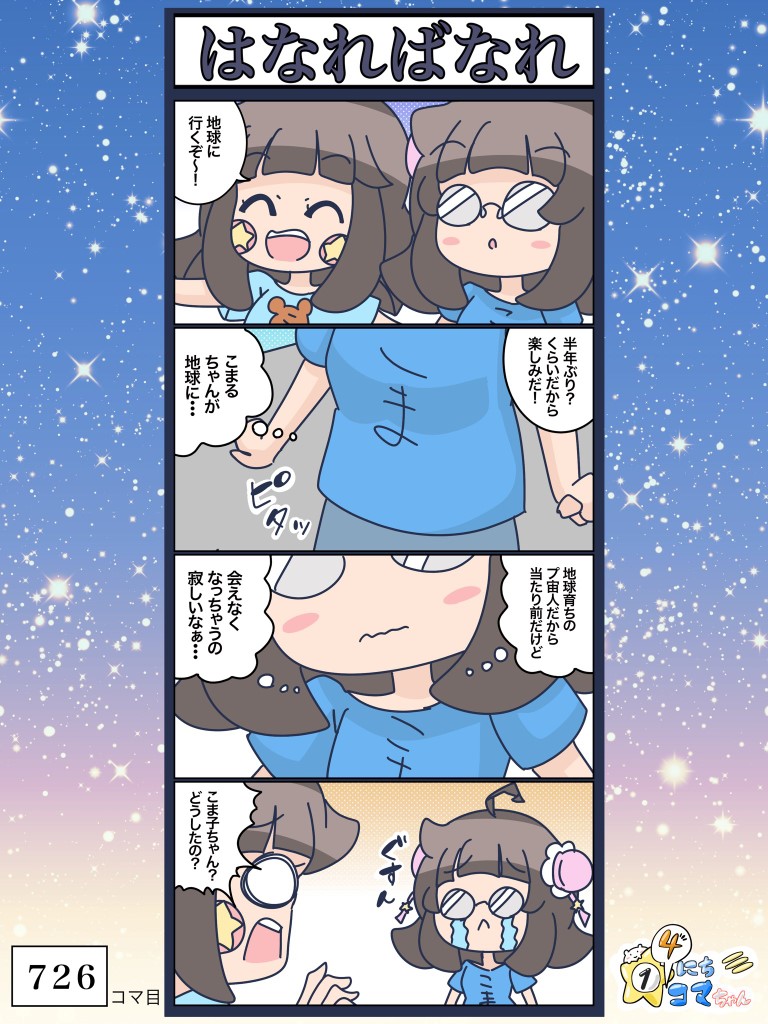 はなればなれ
地球に
行くぞ～！
半年ぶり？
くらいだから
楽しみだ！
こまる
ちゃんが
地球に…
ピタッ
ま
地球育ちの
プ宙人だから
当たり前だけど
会えなく
なっちゃうの
寂しいなぁ…
ま
こま子ちゃん？
どうしたの？
ぐすん
ま
726
コマ目
1
にち
4
コマ
ちゃん